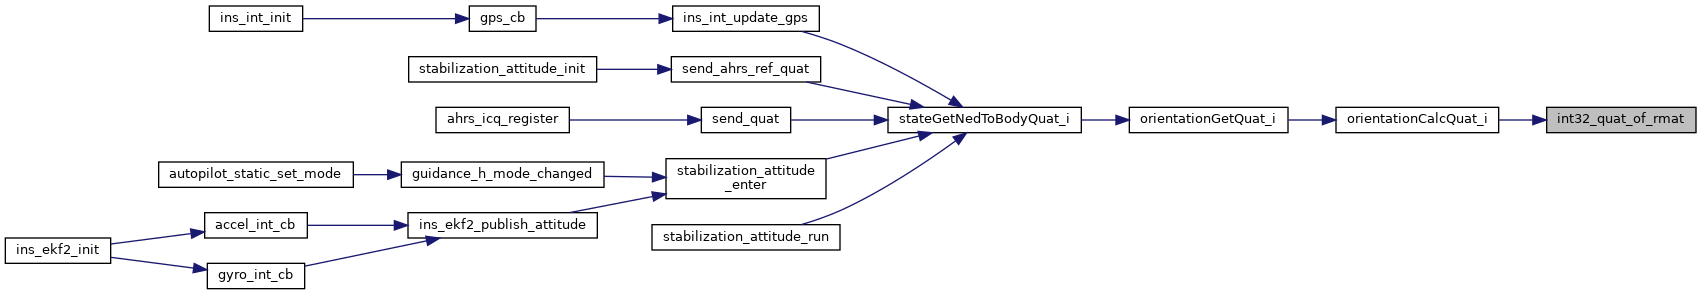 ins_int_init
gps_cb
ins_int_update_gps
stabilization_attitude_init
send_ahrs_ref_quat
ahrs_icq_register
send_quat
stateGetNedToBodyQuat_i
orientationGetQuat_i
orientationCalcQuat_i
int32_quat_of_rmat
autopilot_static_set_mode
guidance_h_mode_changed
stabilization_attitude
_enter
accel_int_cb
ins_ekf2_publish_attitude
stabilization_attitude_run
ins_ekf2_init
gyro_int_cb